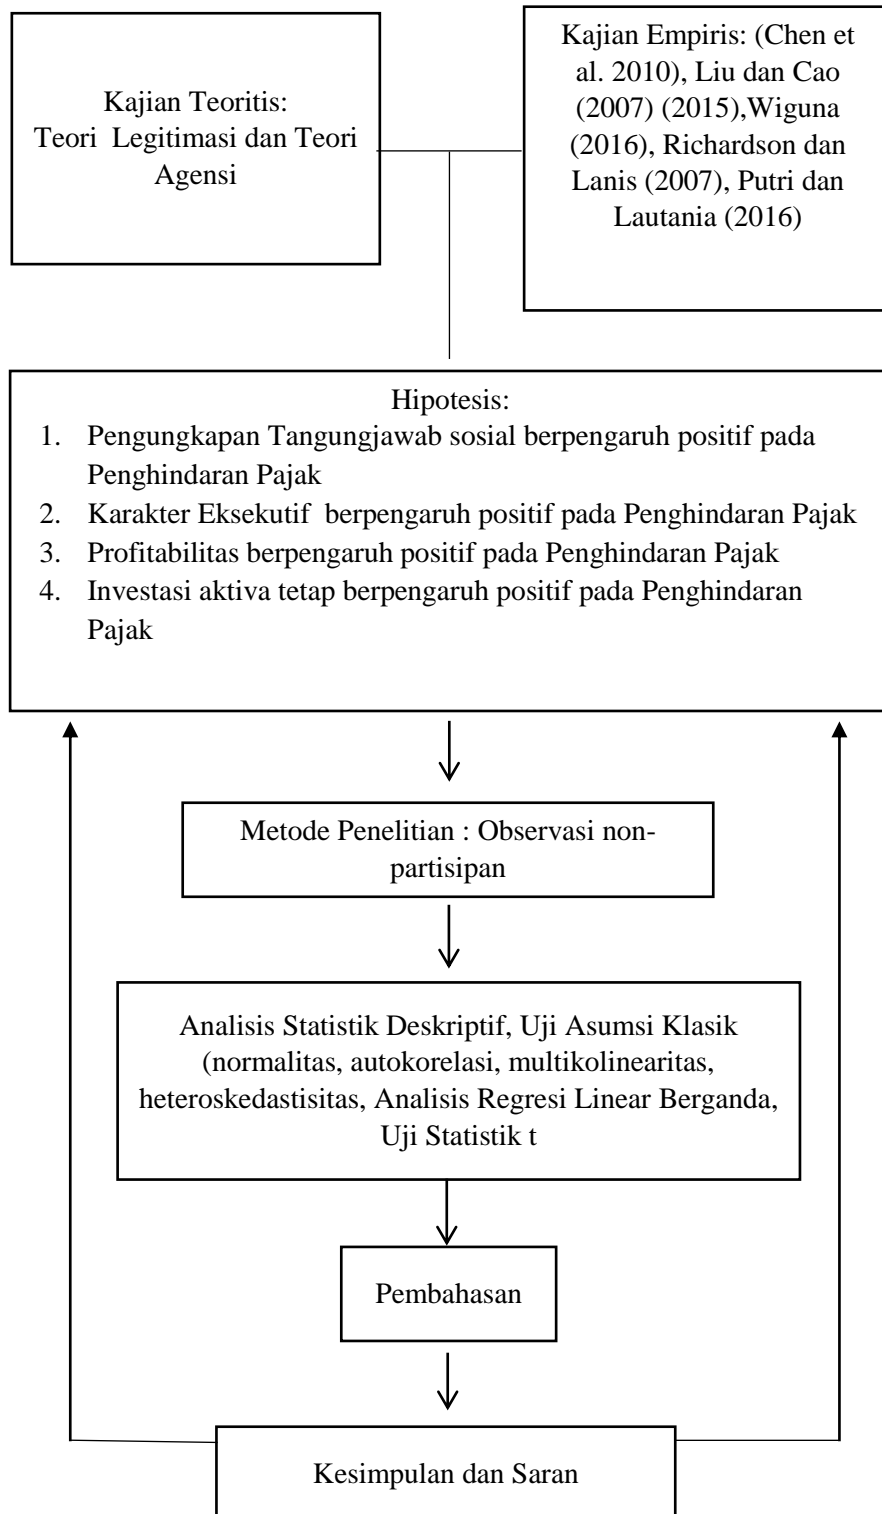 Kajian Teoritis:
Teori Legitimasi dan Teori
Agensi
Kajian Empiris: (Chen et
al. 2010), Liu dan Cao
(2007) (2015),Wiguna
(2016), Richardson dan
Lanis (2007), Putri dan
Lautania (2016)
Hipotesis:
1. Pengungkapan Tangungjawab sosial berpengaruh positif pada
Penghindaran Pajak
2. Karakter Eksekutif berpengaruh positif pada Penghindaran Pajak
3. Profitabilitas berpengaruh positif pada Penghindaran Pajak
4. Investasi aktiva tetap berpengaruh positif pada Penghindaran
Pajak
Metode Penelitian : Observasi non-
partisipan
Analisis Statistik Deskriptif, Uji Asumsi Klasik
(normalitas, autokorelasi, multikolinearitas,
heteroskedastisitas, Analisis Regresi Linear Berganda,
Uji Statistik t
Pembahasan
Kesimpulan dan Saran